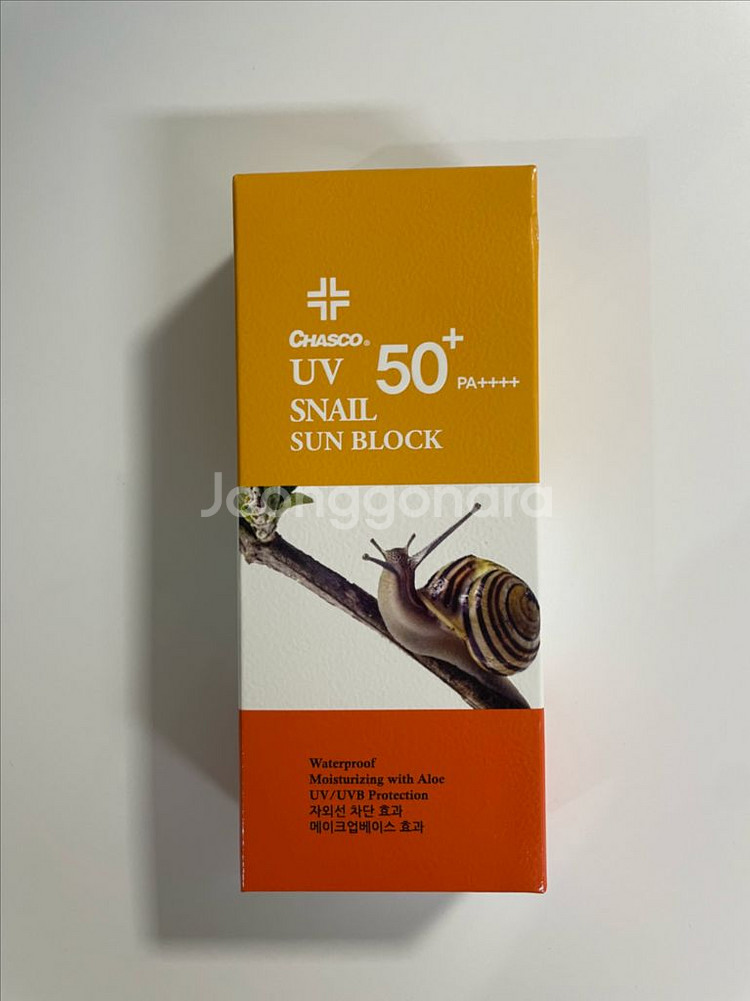 CHASCO®
UV 50+ PA++++
SNAIL
SUN BLOCK
Joonggonara
Waterproof
Moisturizing with Aloe
UV/UVB Protection
자외선 차단 효과
메이크업베이스 효과